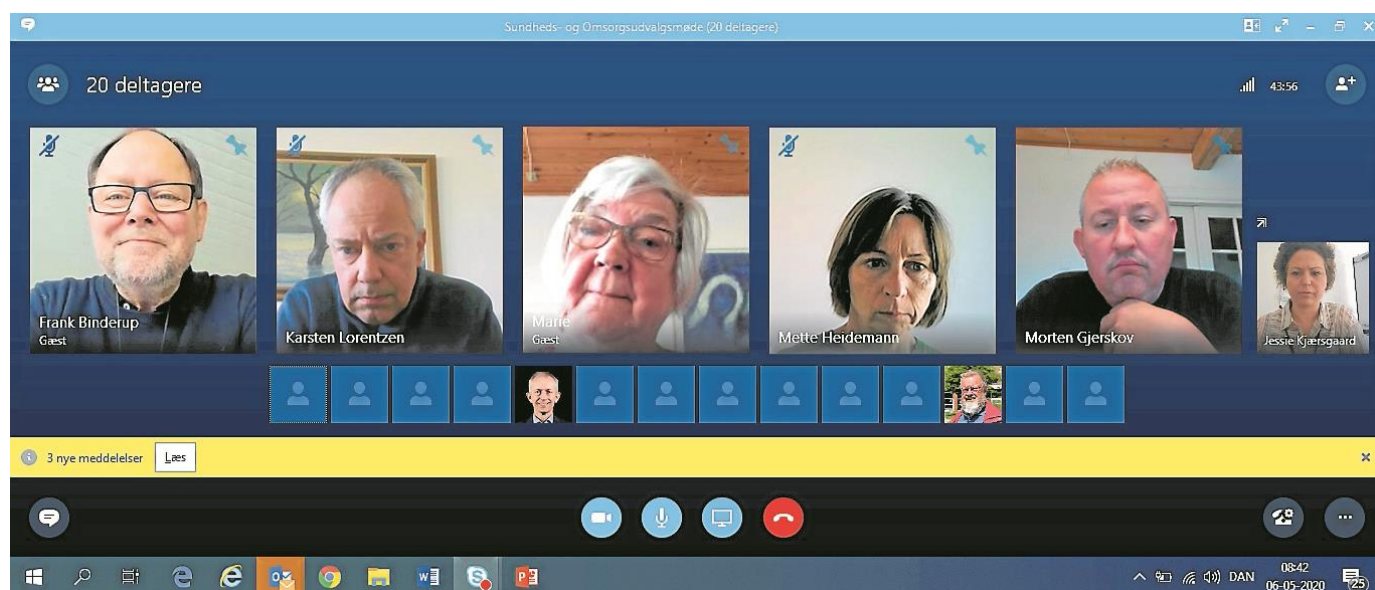 Sundheds- og Omsorgsudvalgsmøde (20 deltagere)
20 deltagere
43:56
Frank Binderup
Gæst
Karsten Lorentzen
Marie
Gæst
Mette Heidemann
Morten Gjerskov
Jessie Kjærsgaard
3 nye meddelelser
Læs
DAN
08:42
06-05-2020
25